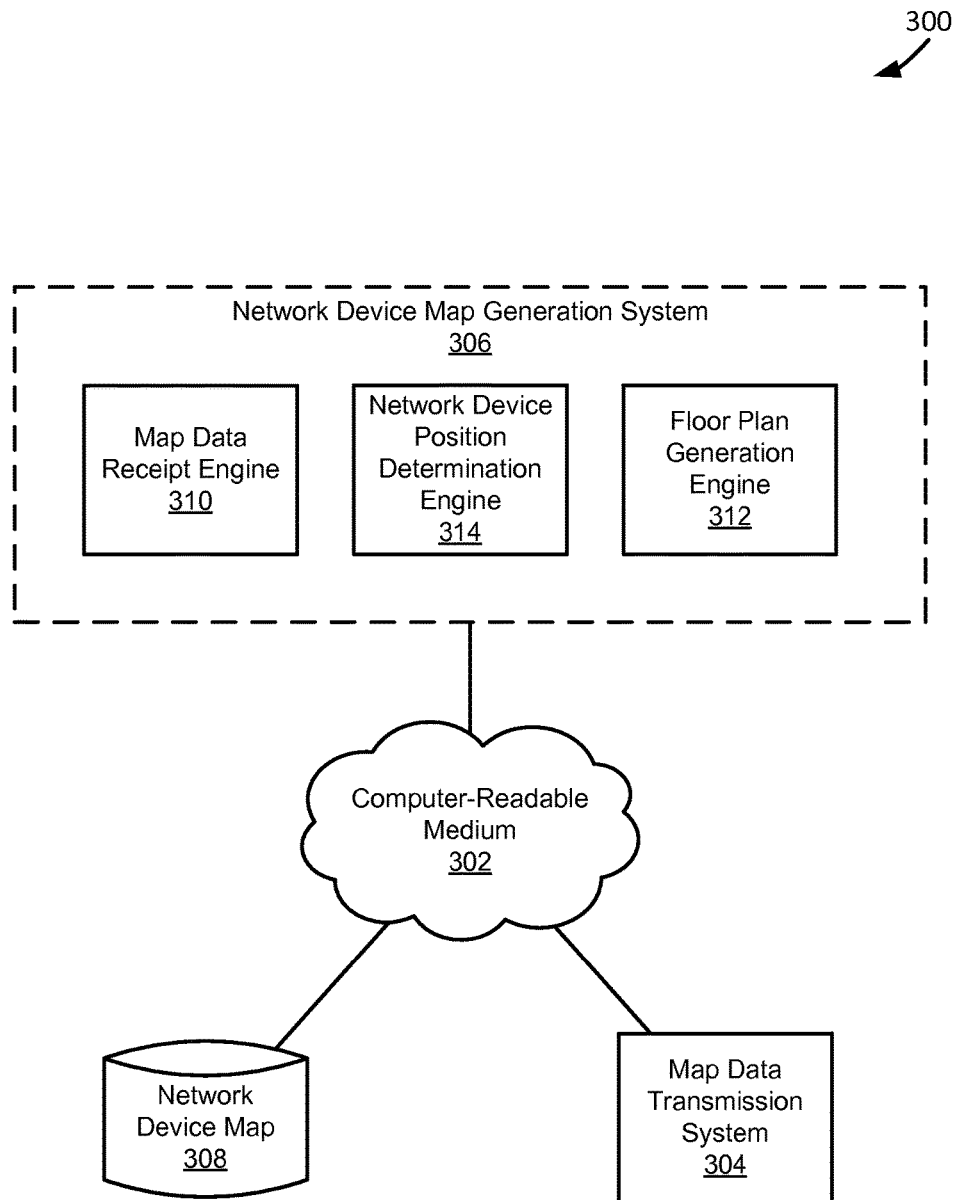 300
Network Device Map Generation System
306
Map Data
Receipt Engine
310
Network Device
Position
Determination
Engine
314
Floor Plan
Generation
Engine
312
Computer-Readable
Medium
302
Network
Device Map
308
Map Data
Transmission
System
304